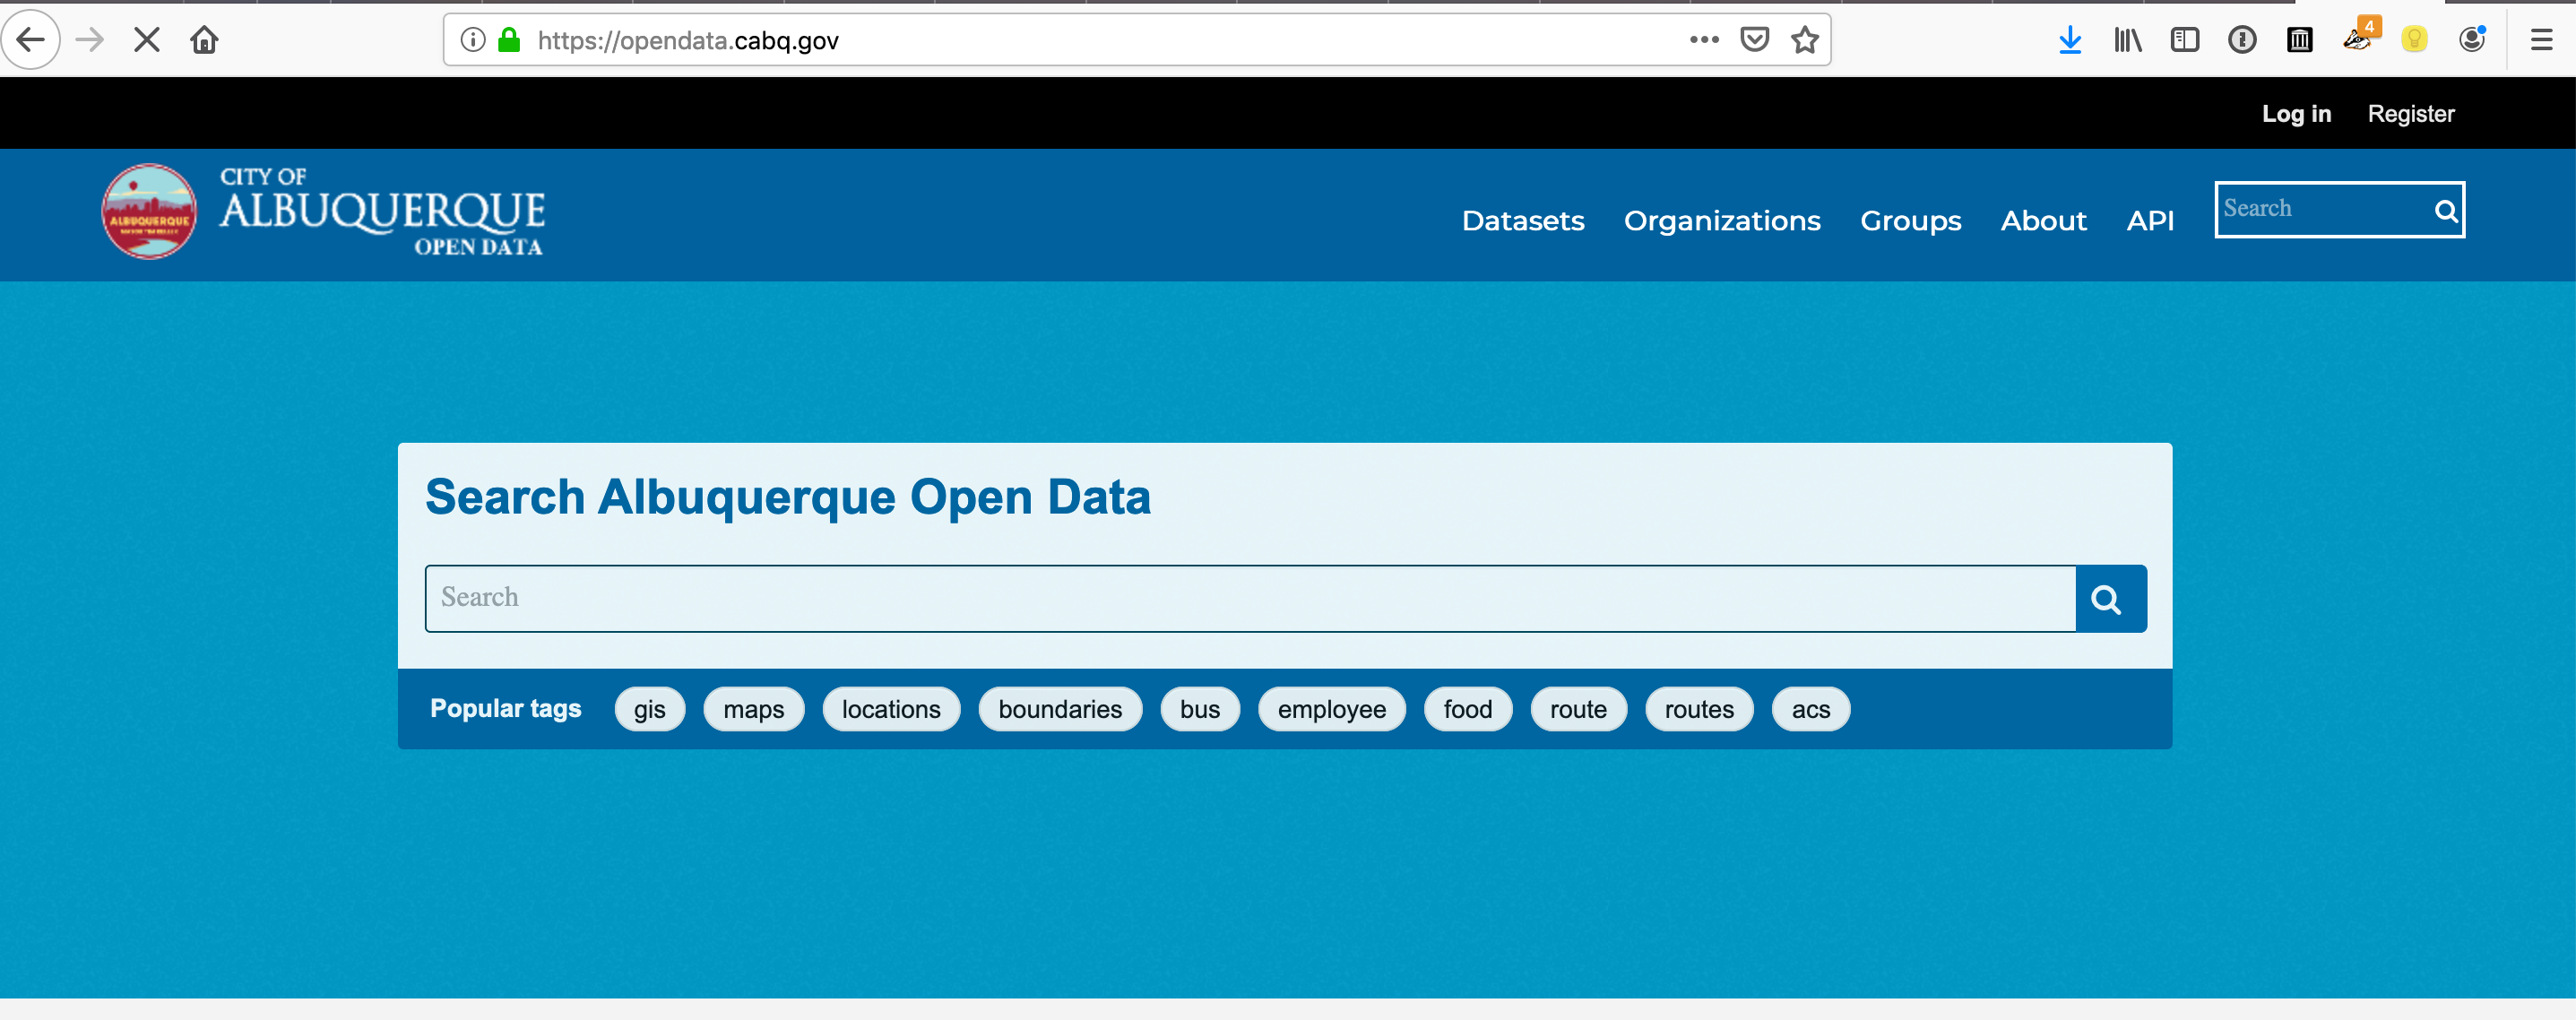 https://opendata.cabq.gov
4
Log in Register
CITY OF
ALBUQUERQUE
OPEN DATA
ALBUQUERQUE
Datasets Organizations Groups About API Search
Search Albuquerque Open Data
Search
Popular tags gis maps locations boundaries bus employee food route routes acs